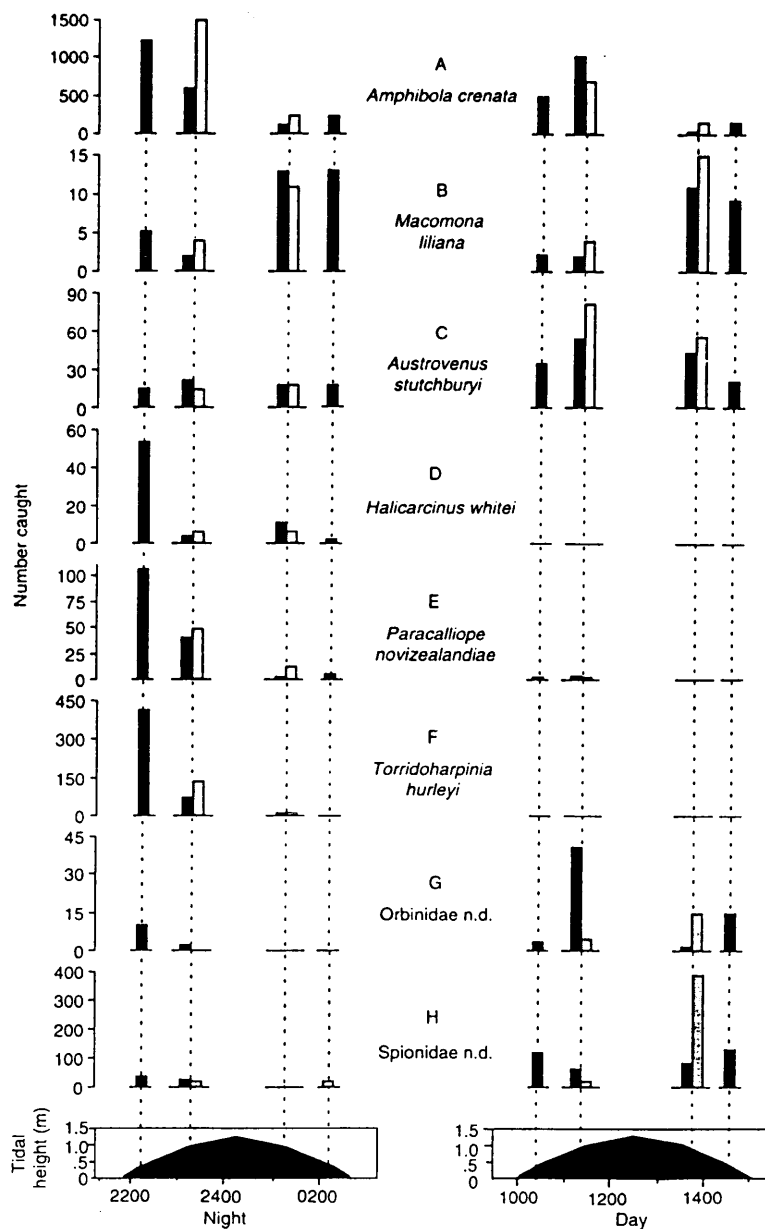 Number caught
1500
1000
500
0
A
Amphibola crenata
15
10
5
0
B
Macomona
liliana
90
60
30
0
C
Austrovenus
stutchburyi
60
40
20
0
D
Halicarcinus whitei
100
75
50
25
0
E
Paracalliope
novizealandiae
450
300
150
0
F
Torridoharpinia
hurleyi
45
30
15
0
G
Orbinidae n.d.
400
300
200
100
0
H
Spionidae n.d.
Tidal
height (m)
1.5
1.0
.5
0
2200
2400
0200
Night
1.5
1.0
.5
0
1000
1200
1400
Day